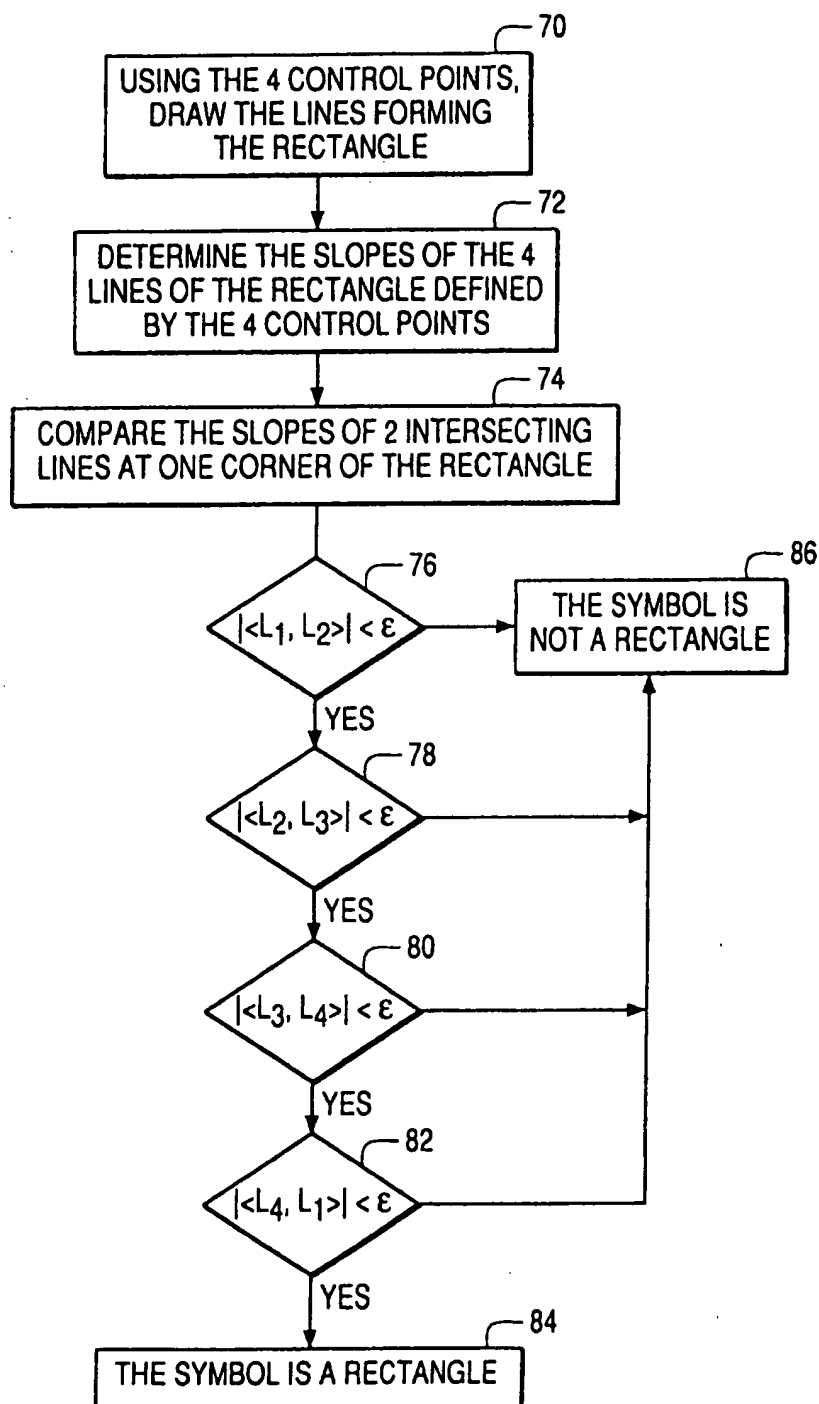 70
USING THE 4 CONTROL POINTS,
DRAW THE LINES FORMING
THE RECTANGLE
72
DETERMINE THE SLOPES OF THE 4
LINES OF THE RECTANGLE DEFINED
BY THE 4 CONTROL POINTS
74
COMPARE THE SLOPES OF 2 INTERSECTING
LINES AT ONE CORNER OF THE RECTANGLE
76
|<L1, L2>| < ε
86
THE SYMBOL IS
NOT A RECTANGLE
YES
78
|<L2, L3>| < ε
YES
80
|<L3, L4>| < ε
YES
82
|<L4, L1>| < ε
YES
84
THE SYMBOL IS A RECTANGLE